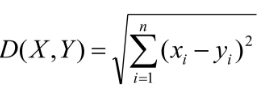 D(X,Y) = √(∑_{i=1}^{n} (x_i − y_i)²)